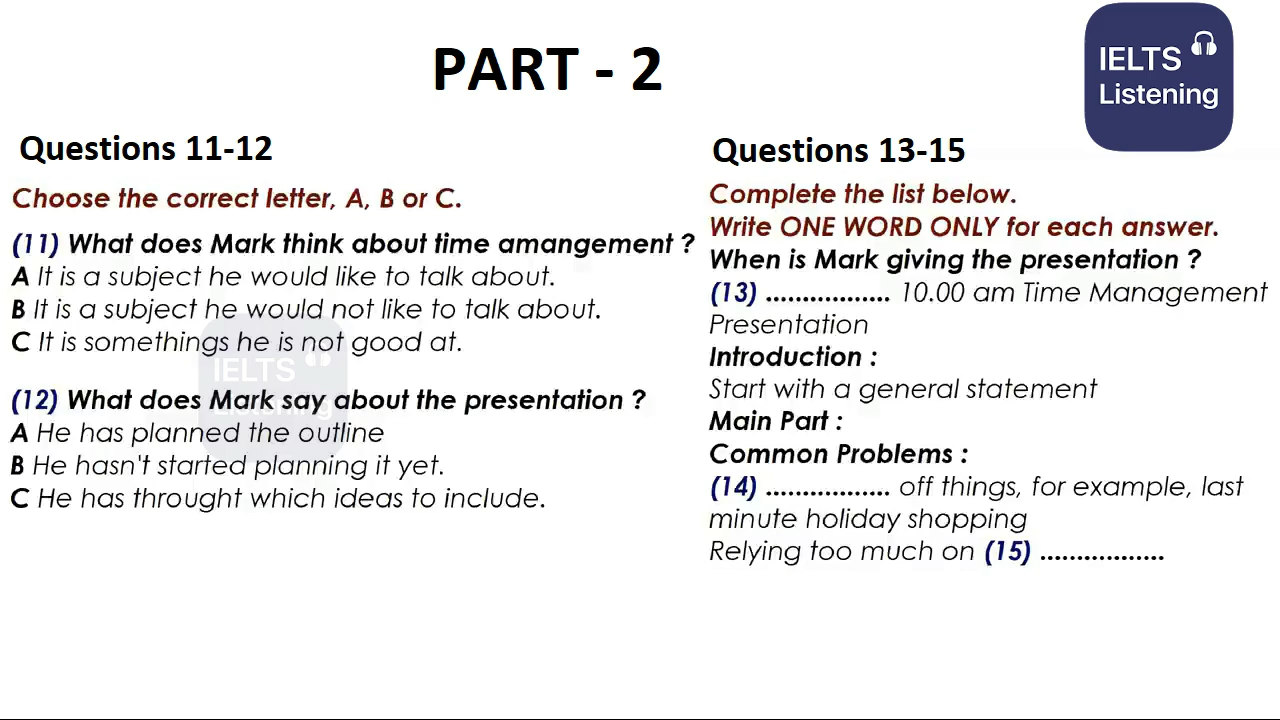 PART - 2
IELTS
Listening
Questions 11-12
Choose the correct letter, A, B or C.
(11) What does Mark think about time amangement ?
A It is a subject he would like to talk about.
B It is a subject he would not like to talk about.
C It is somethings he is not good at.
(12) What does Mark say about the presentation ?
A He has planned the outline
B He hasn't started planning it yet.
C He has throught which ideas to include.
IELTS
Listening
Questions 13-15
Complete the list below.
Write ONE WORD ONLY for each answer.
When is Mark giving the presentation ?
(13) .................. 10.00 am Time Management
Presentation
Introduction :
Start with a general statement
Main Part :
Common Problems :
(14) .................. off things, for example, last
minute holiday shopping
Relying too much on (15) ..................